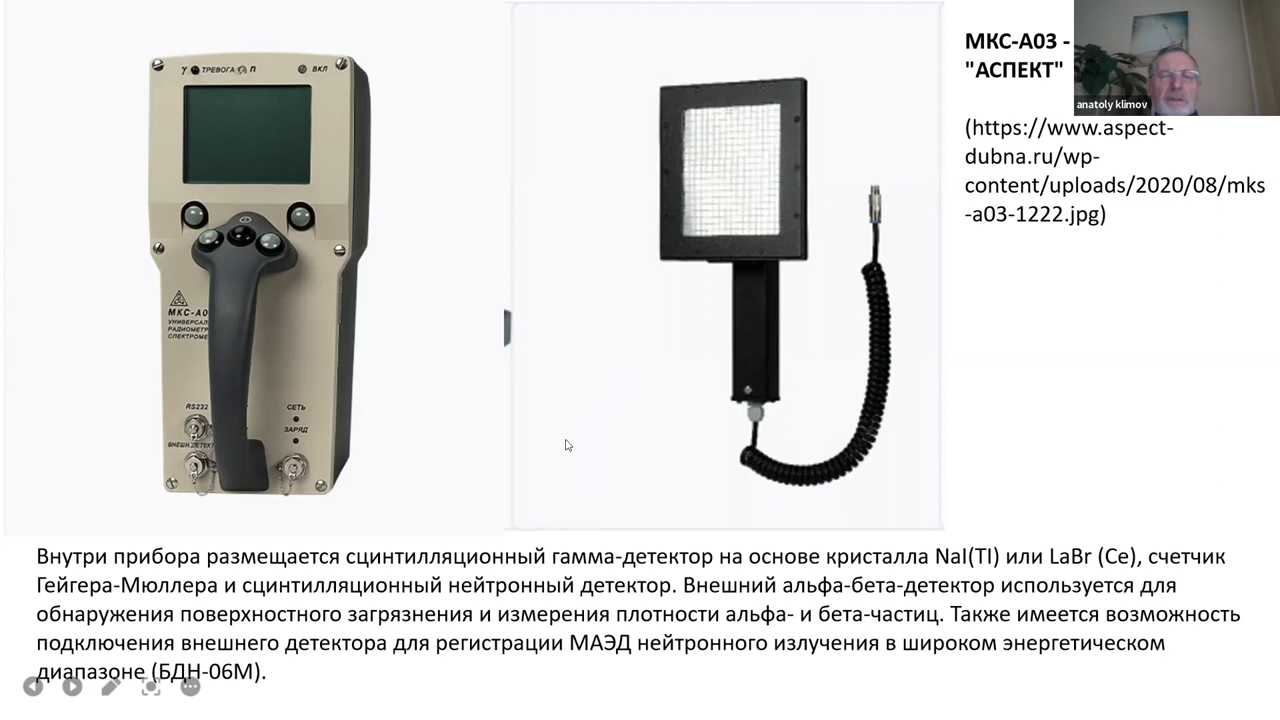 γ ТРЕВОГА n ВКЛ
МКС-А0
УНИВЕРСАЛ
РАДИОМЕТР
СПЕКТРОМЕ
RS232
СЕТЬ
ЗАРЯД
ВНЕШ.ДЕТЕКТ
МКС-А03 -
"АСПЕКТ"
anatoly klimov
(https://www.aspect-
dubna.ru/wp-
content/uploads/2020/08/mks
-a03-1222.jpg)
Внутри прибора размещается сцинтилляционный гамма-детектор на основе кристалла NaI(TI) или LaBr (Ce), счетчик
Гейгера-Мюллера и сцинтилляционный нейтронный детектор. Внешний альфа-бета-детектор используется для
обнаружения поверхностного загрязнения и измерения плотности альфа- и бета-частиц. Также имеется возможность
подключения внешнего детектора для регистрации МАЭД нейтронного излучения в широком энергетическом
диапазоне (БДН-06М).